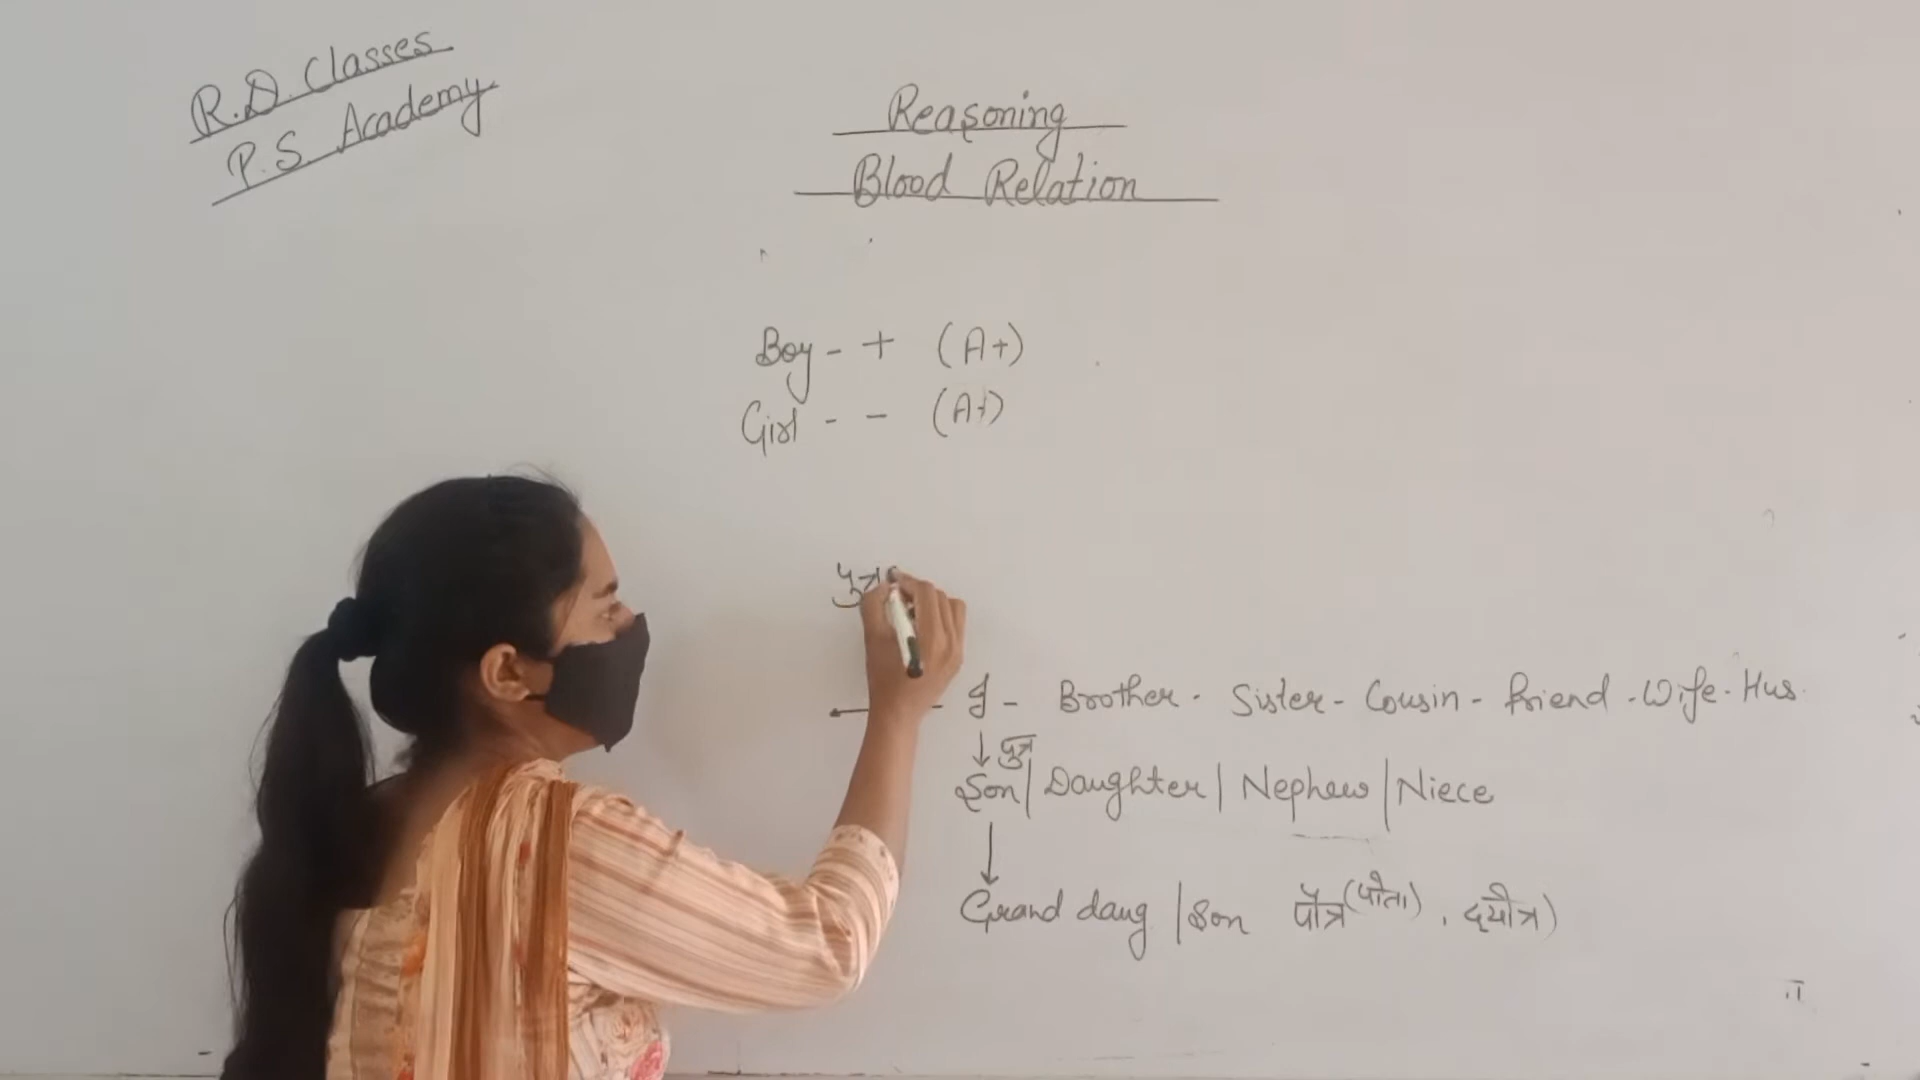 R.D. Classes
P.S. Academy
Reasoning
Blood Relation
Boy - + (A+)
Girl - - (A+)
पुत्र
I - Brother - Sister - Cousin - friend - Wife - Hus.
↓ पुत्र
Son | Daughter | Nephew | Niece
↓
Grand daug | Son पौत्र (पौता) ,